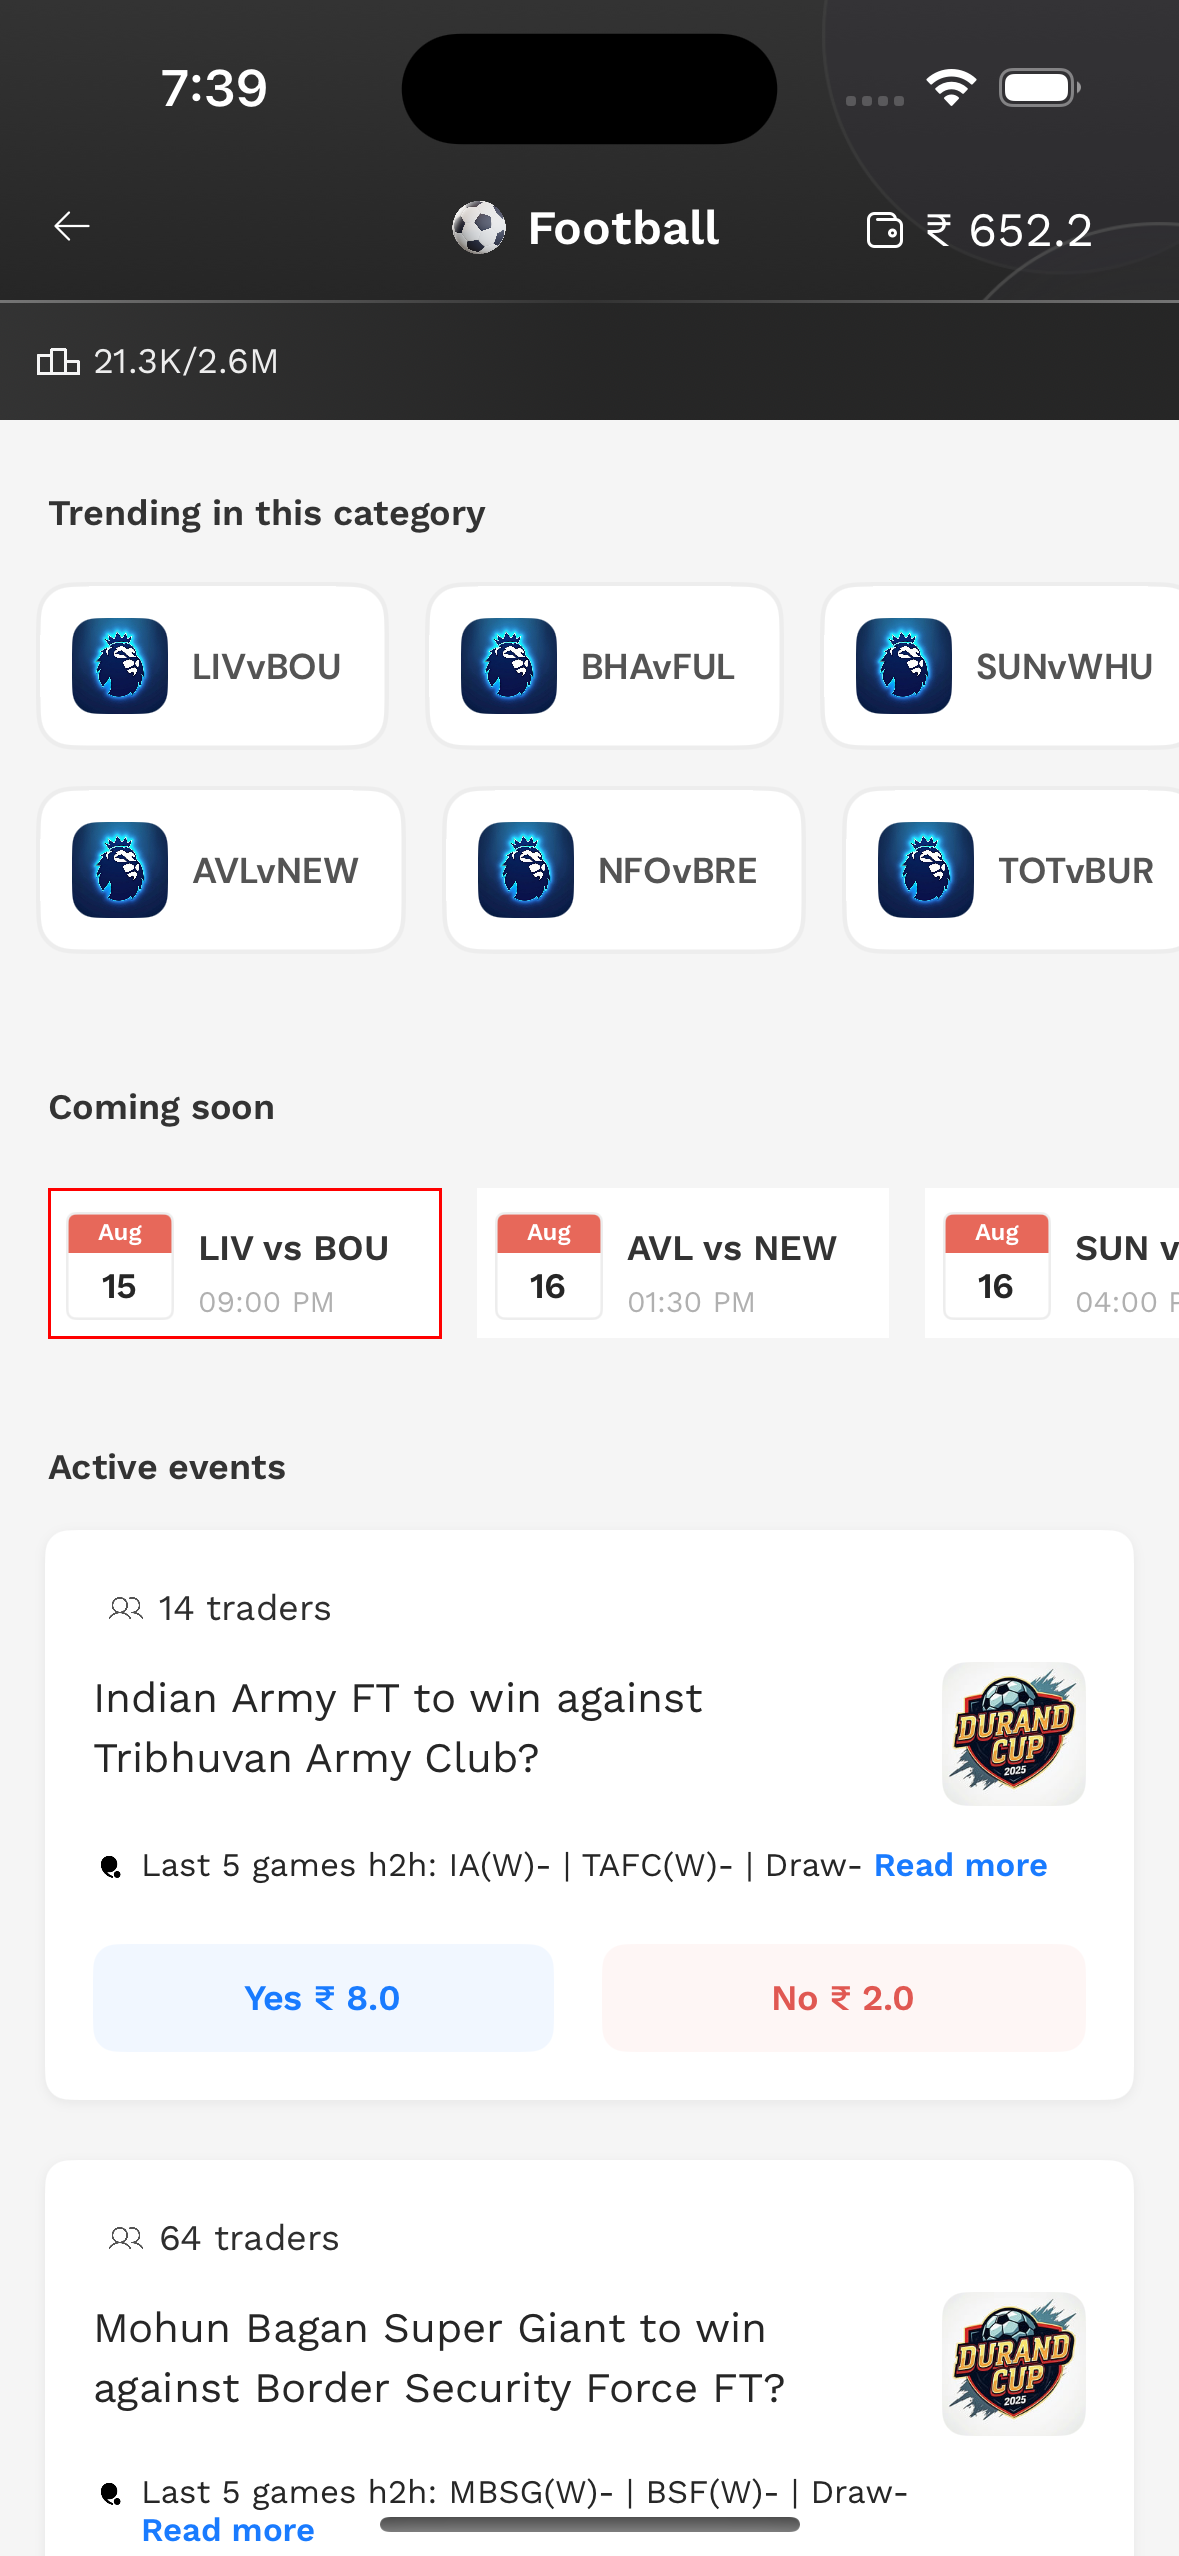 7:39
Football
₹ 652.2
21.3K/2.6M
Trending in this category
LIVvBOU
BHAvFUL
SUNvWHU
AVLvNEW
NFOvBRE
TOTvBUR
Coming soon
Aug
15
LIV vs BOU
09:00 PM
Aug
16
AVL vs NEW
01:30 PM
Aug
16
SUN v
04:00 P
Active events
14 traders
Indian Army FT to win against
Tribhuvan Army Club?
DURAND
CUP
2025
Last 5 games h2h: IA(W)- | TAFC(W)- | Draw- Read more
Yes ₹ 8.0
No ₹ 2.0
64 traders
Mohun Bagan Super Giant to win
against Border Security Force FT?
DURAND
CUP
2025
Last 5 games h2h: MBSG(W)- | BSF(W)- | Draw-
Read more